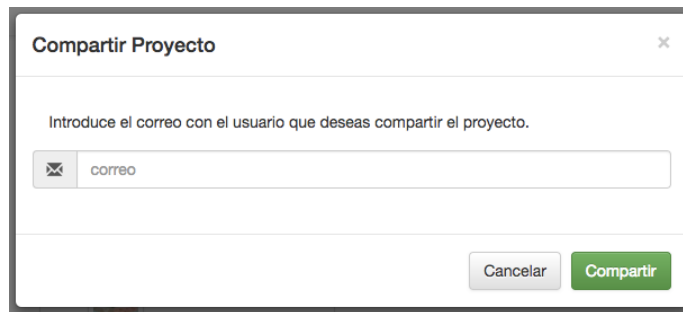 Compartir Proyecto
×
Introduce el correo con el usuario que deseas compartir el proyecto.
correo
Cancelar Compartir